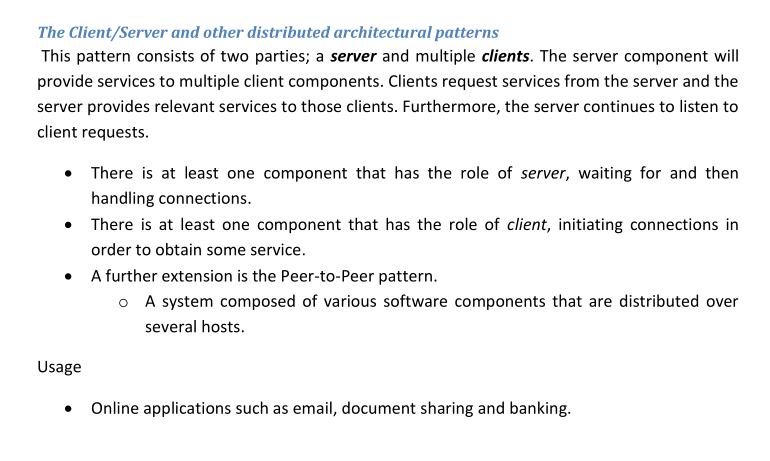 The Client/Server and other distributed architectural patterns
This pattern consists of two parties; a server and multiple clients. The server component will
provide services to multiple client components. Clients request services from the server and the
server provides relevant services to those clients. Furthermore, the server continues to listen to
client requests.
• There is at least one component that has the role of server, waiting for and then
handling connections.
• There is at least one component that has the role of client, initiating connections in
order to obtain some service.
• A further extension is the Peer-to-Peer pattern.
o A system composed of various software components that are distributed over
several hosts.
Usage
• Online applications such as email, document sharing and banking.